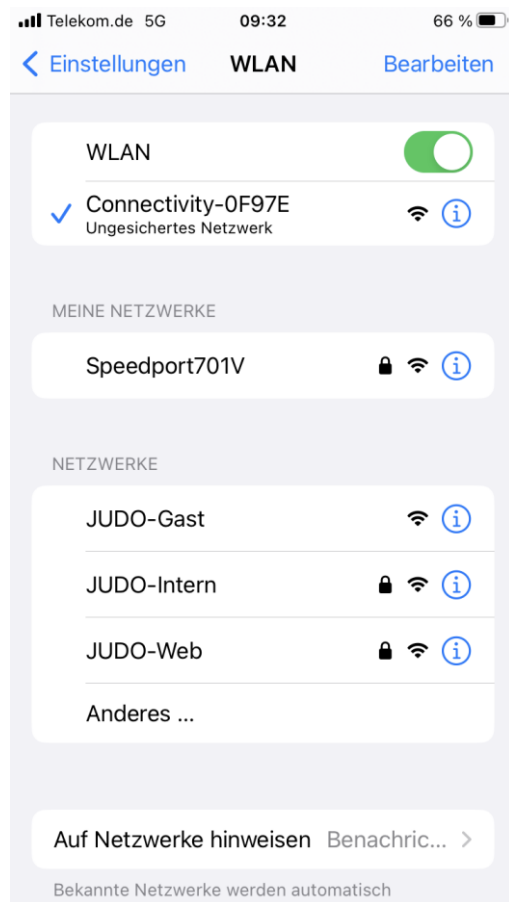 Telekom.de 5G 09:32 66 %
Einstellungen WLAN Bearbeiten
WLAN
Connectivity-0F97E
Ungesichertes Netzwerk
MEINE NETZWERKE
Speedport701V
NETZWERKE
JUDO-Gast
JUDO-Intern
JUDO-Web
Anderes ...
Auf Netzwerke hinweisen Benachric...
Bekannte Netzwerke werden automatisch